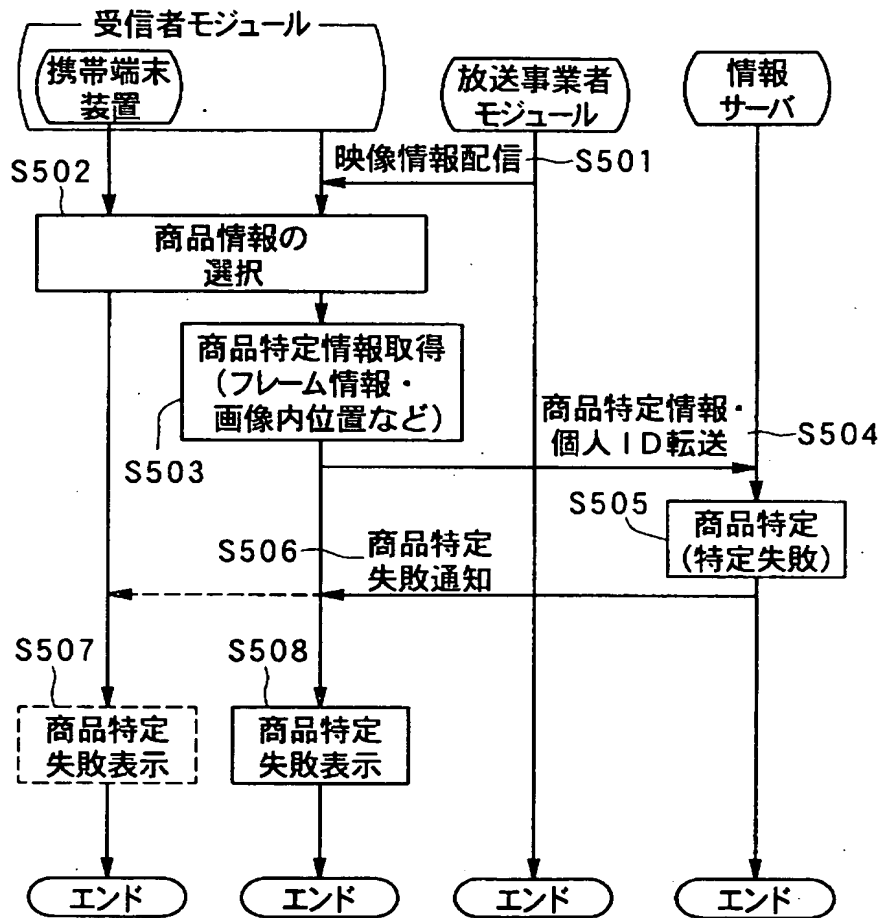 受信者モジュール
携帯端末
装置
放送事業者
モジュール
情報
サーバ
映像情報配信
S501
S502
商品情報の
選択
商品特定情報取得
(フレーム情報・
画像内位置など)
S503
商品特定情報・
個人ID転送
S504
S505
商品特定
(特定失敗)
S506
商品特定
失敗通知
S507
商品特定
失敗表示
S508
商品特定
失敗表示
エンド
エンド
エンド
エンド